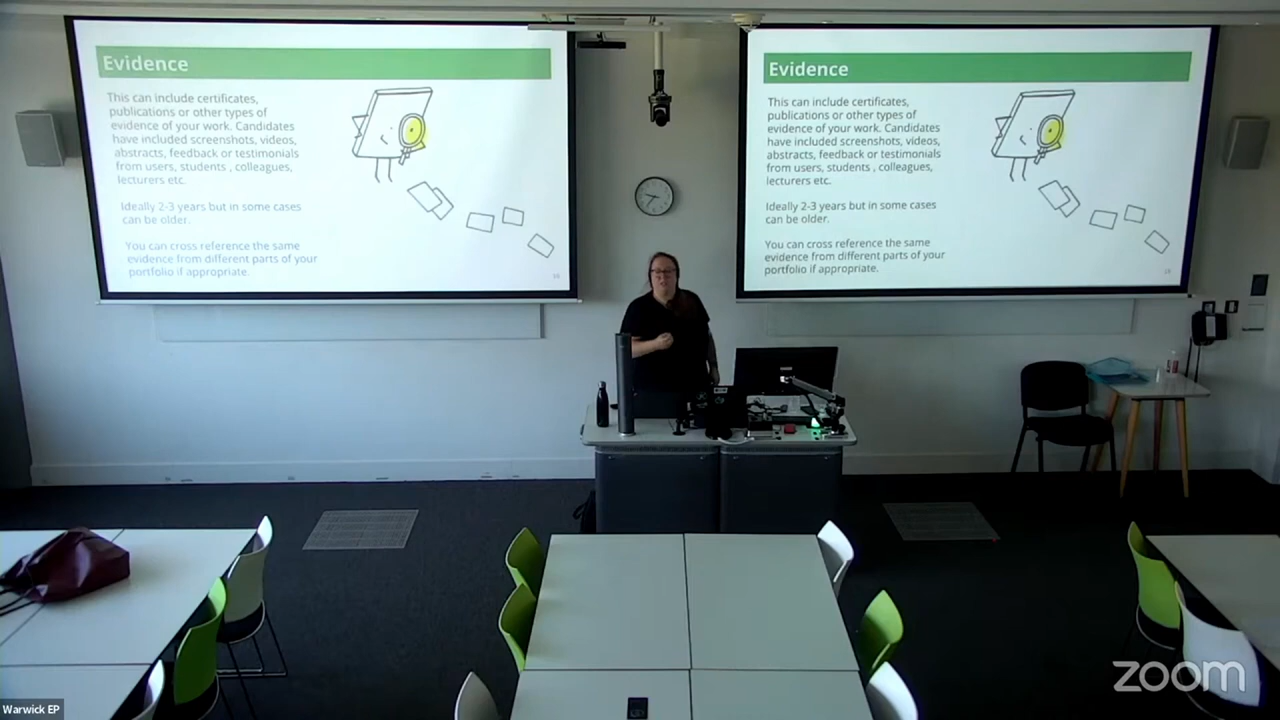 Evidence
This can include certificates,
publications or other types of
evidence of your work. Candidates
have included screenshots, videos,
abstracts, feedback or testimonials
from users, students , colleagues,
lecturers etc.
Ideally 2-3 years but in some cases
can be older.
You can cross reference the same
evidence from different parts of your
portfolio if appropriate.
Evidence
This can include certificates,
publications or other types of
evidence of your work. Candidates
have included screenshots, videos,
abstracts, feedback or testimonials
from users, students , colleagues,
lecturers etc.
Ideally 2-3 years but in some cases
can be older.
You can cross reference the same
evidence from different parts of your
portfolio if appropriate.
zoom
Warwick EP